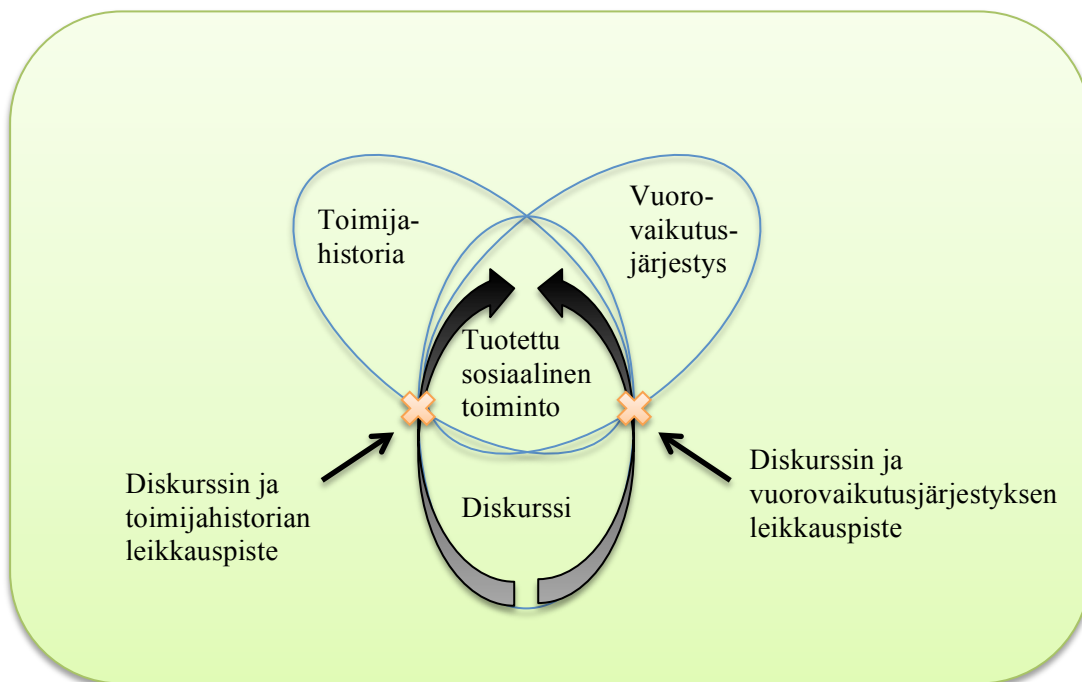 Toimija-
historia
Vuoro-
vaikutus-
järjestys
Tuotettu
sosiaalinen
toiminto
Diskurssin ja
toimijahistorian
leikkauspiste
Diskurssi
Diskurssin ja
vuorovaikutusjärjestyksen
leikkauspiste